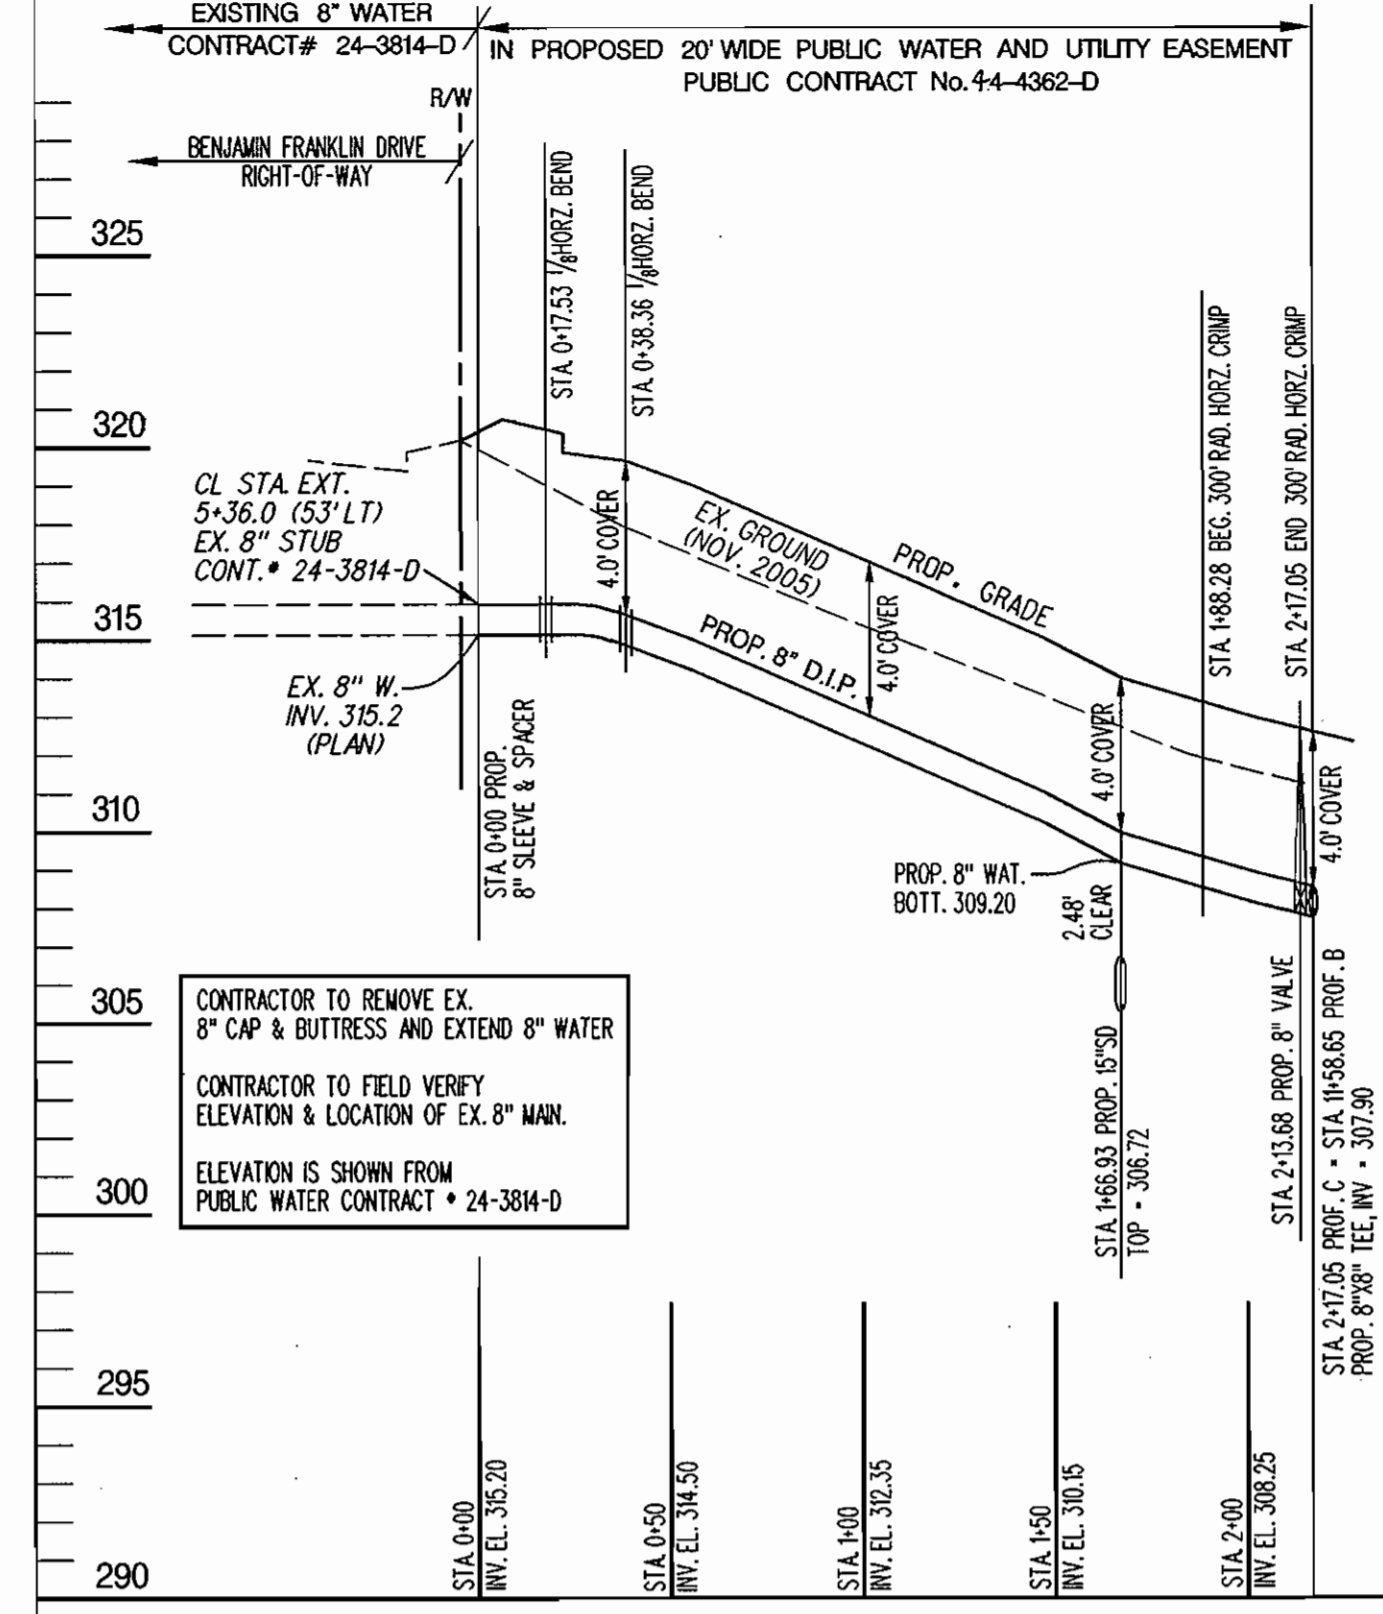 EXISTING 8" WATER
CONTRACT# 24-3814-D
IN PROPOSED 20' WIDE PUBLIC WATER AND UTILITY EASEMENT
PUBLIC CONTRACT No. 44-4362-D
R/W
BENJAMIN FRANKLIN DRIVE
RIGHT-OF-WAY
STA. 0+17.53 1/8 HORZ. BEND
STA. 0+38.36 1/8 HORZ. BEND
STA. 1+88.28 BEG. 300' RAD. HORZ. CRIMP
STA. 2+17.05 END 300' RAD. HORZ. CRIMP
325
320
315
310
305
300
295
290
CL STA. EXT.
5+36.0 (53' LT)
EX. 8" STUB
CONT.# 24-3814-D
EX. 8" W.
INV. 315.2
(PLAN)
4.0' COVER
EX. GROUND
(NOV. 2005)
PROP. GRADE
PROP. 8" D.I.P.
4.0' COVER
4.0' COVER
4.0' COVER
STA. 0+00 PROP.
8" SLEEVE & SPACER
PROP. 8" WAT.
BOTT. 309.20
2.48'
CLEAR
CONTRACTOR TO REMOVE EX.
8" CAP & BUTTRESS AND EXTEND 8" WATER
CONTRACTOR TO FIELD VERIFY
ELEVATION & LOCATION OF EX. 8" MAIN.
ELEVATION IS SHOWN FROM
PUBLIC WATER CONTRACT # 24-3814-D
STA. 1+66.93 PROP. 15"SD
TOP = 306.72
STA. 2+13.68 PROP. 8" VALVE
STA. 2+17.05 PROF. C = STA. 11+58.65 PROF. B
PROP. 8"X8" TEE, INV = 307.90
STA. 0+00
INV. EL. 315.20
STA. 0+50
INV. EL. 314.50
STA. 1+00
INV. EL. 312.35
STA. 1+50
INV. EL. 310.15
STA. 2+00
INV. EL. 308.25